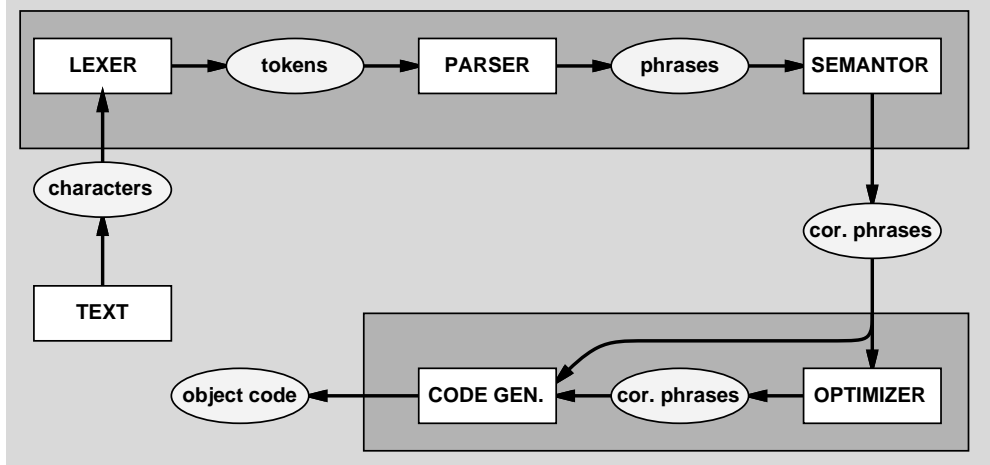 LEXER
tokens
PARSER
phrases
SEMANTOR
characters
cor. phrases
TEXT
object code
CODE GEN.
cor. phrases
OPTIMIZER